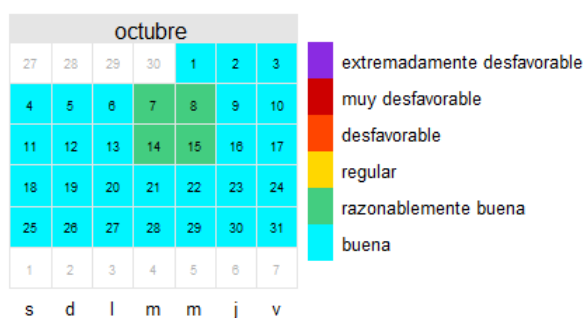 octubre
27 28 29 30 1 2 3
4 5 6 7 8 9 10
11 12 13 14 15 16 17
18 19 20 21 22 23 24
25 26 27 28 29 30 31
1 2 3 4 5 6 7
s d l m m j v
extremadamente desfavorable
muy desfavorable
desfavorable
regular
razonablemente buena
buena